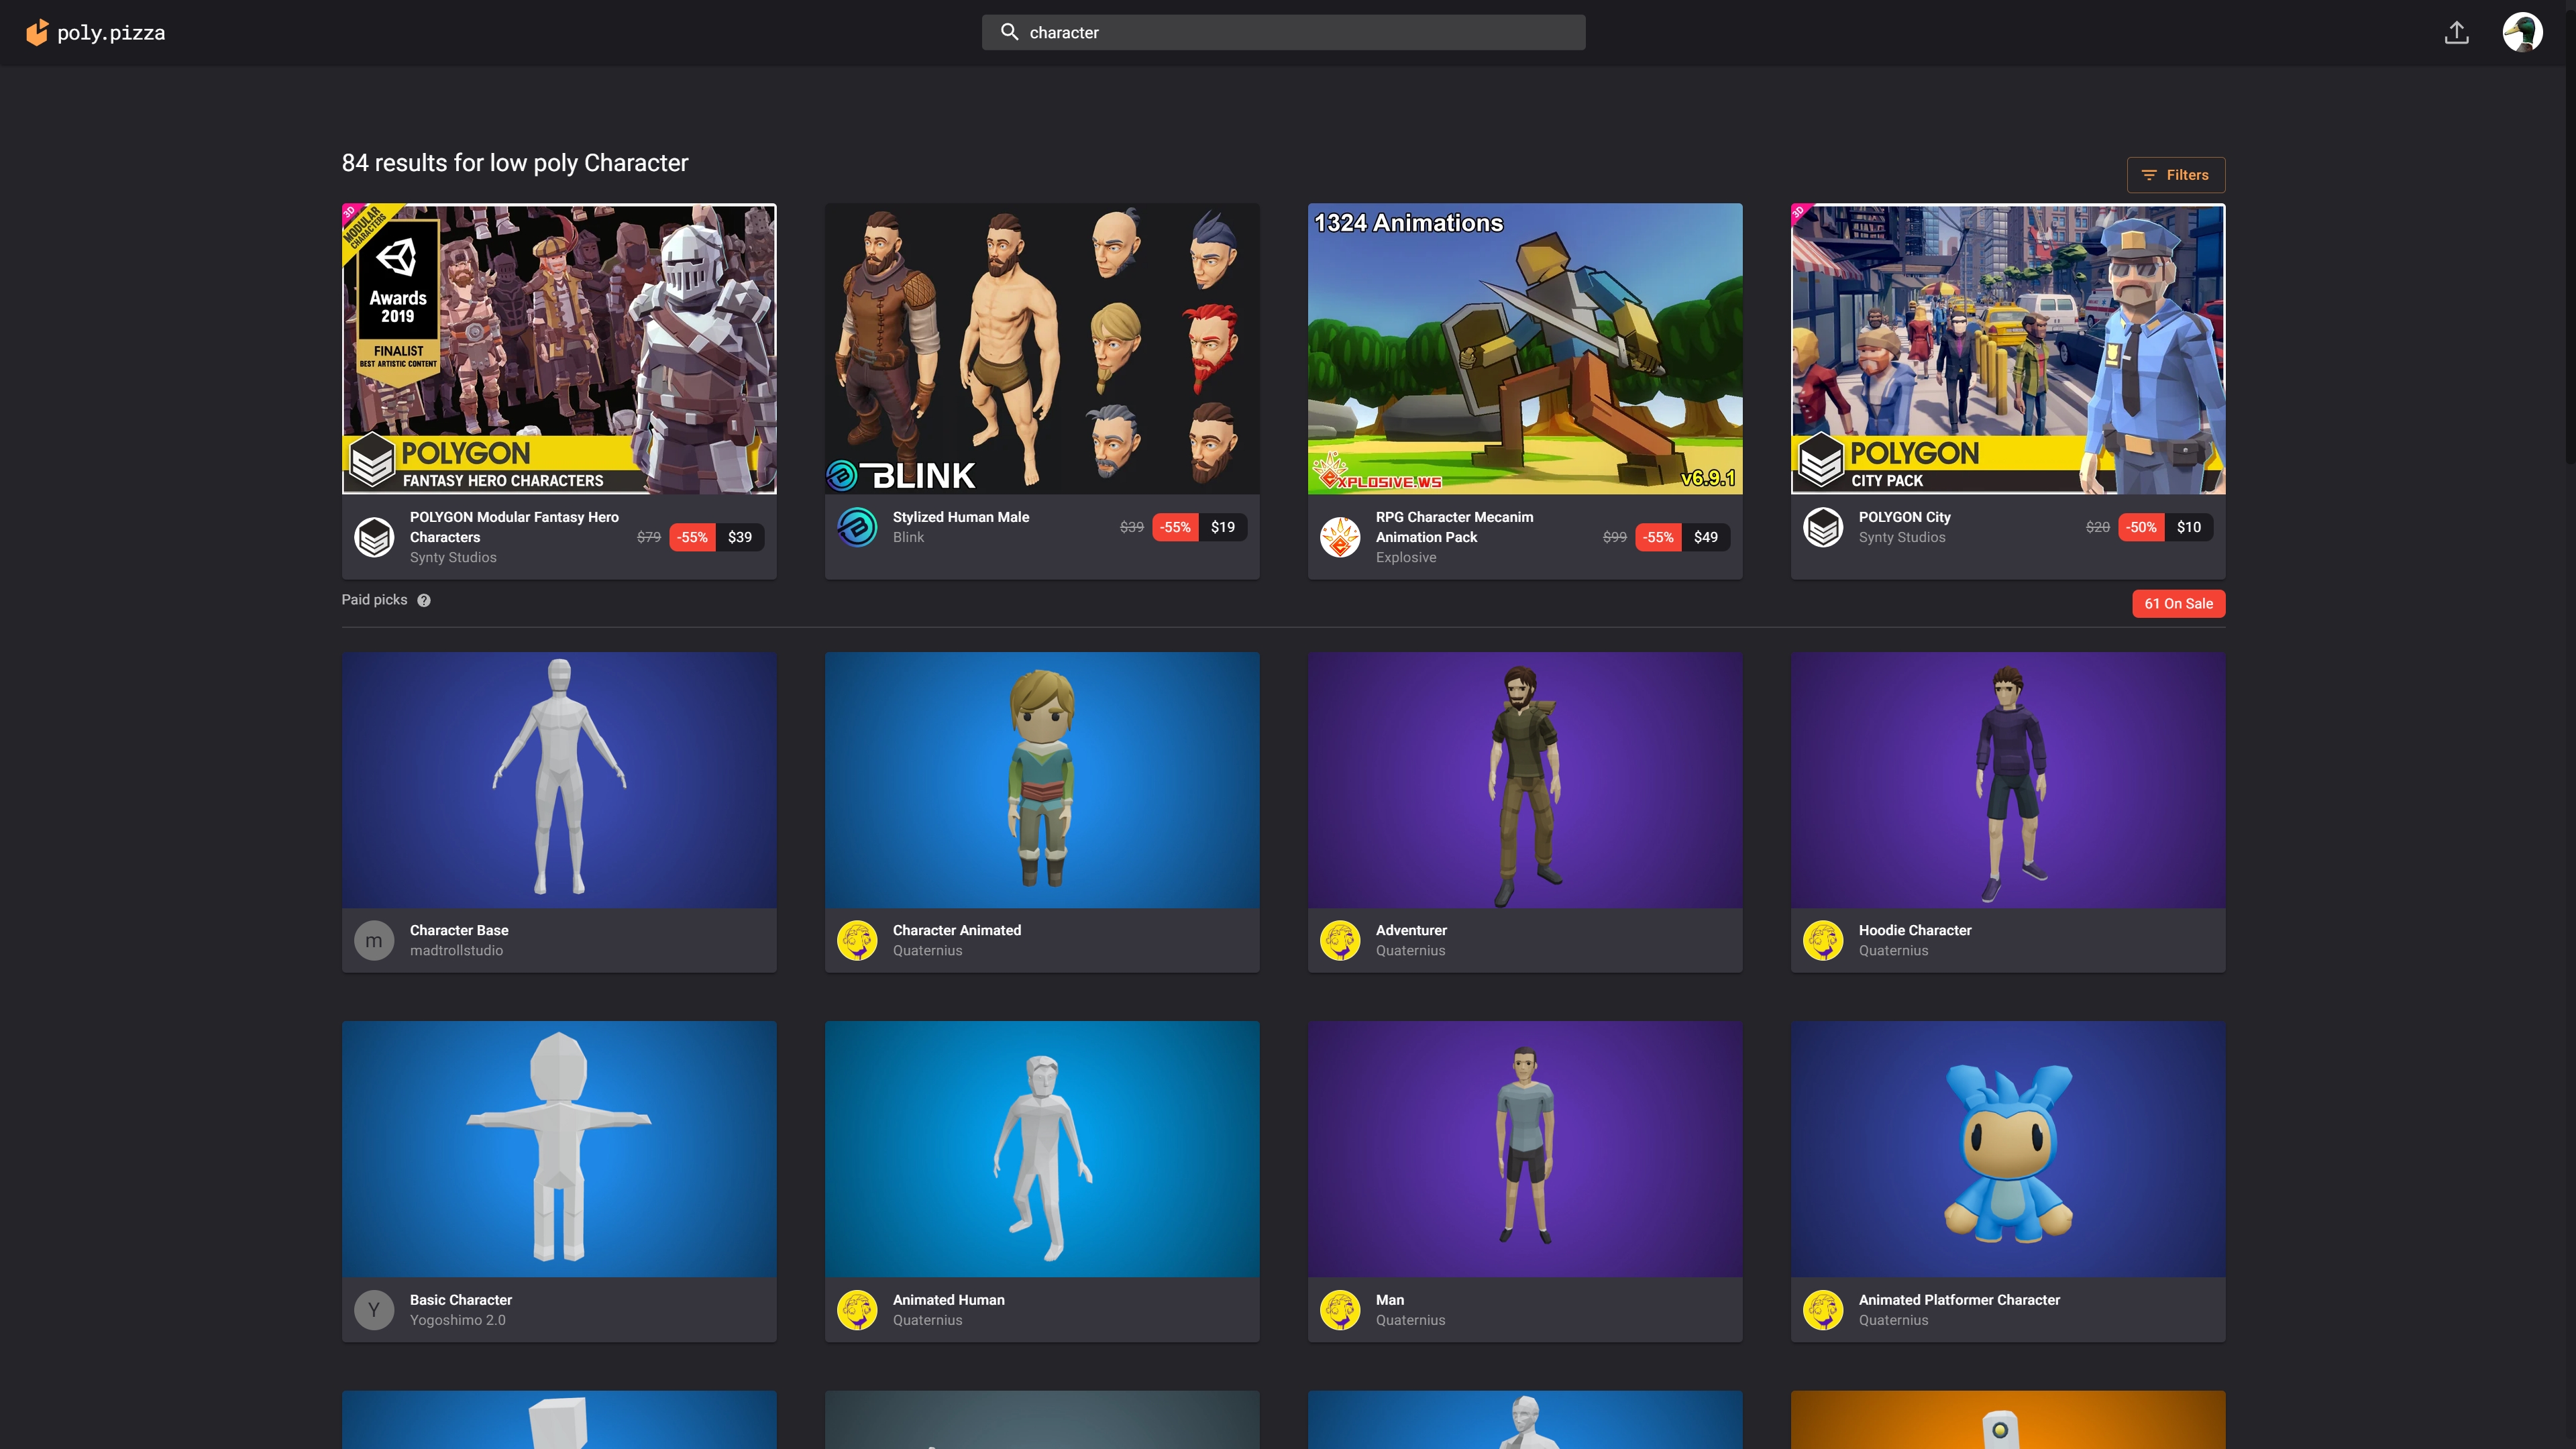 poly.pizza
character
84 results for low poly Character
Filters
3D
MODULAR
CHARACTERS
Awards
2019
FINALIST
BEST ARTISTIC CONTENT
POLYGON
FANTASY HERO CHARACTERS
POLYGON Modular Fantasy Hero
Characters
Synty Studios
$79 -55% $39
BLINK
Stylized Human Male
Blink
$39 -55% $19
1324 Animations
EXPLOSIVE.WS
v6.9.1
RPG Character Mecanim
Animation Pack
Explosive
$99 -55% $49
3D
POLYGON
CITY PACK
POLYGON City
Synty Studios
$20 -50% $10
Paid picks ?
61 On Sale
m
Character Base
madtrollstudio
Character Animated
Quaternius
Adventurer
Quaternius
Hoodie Character
Quaternius
Y
Basic Character
Yogoshimo 2.0
Animated Human
Quaternius
Man
Quaternius
Animated Platformer Character
Quaternius